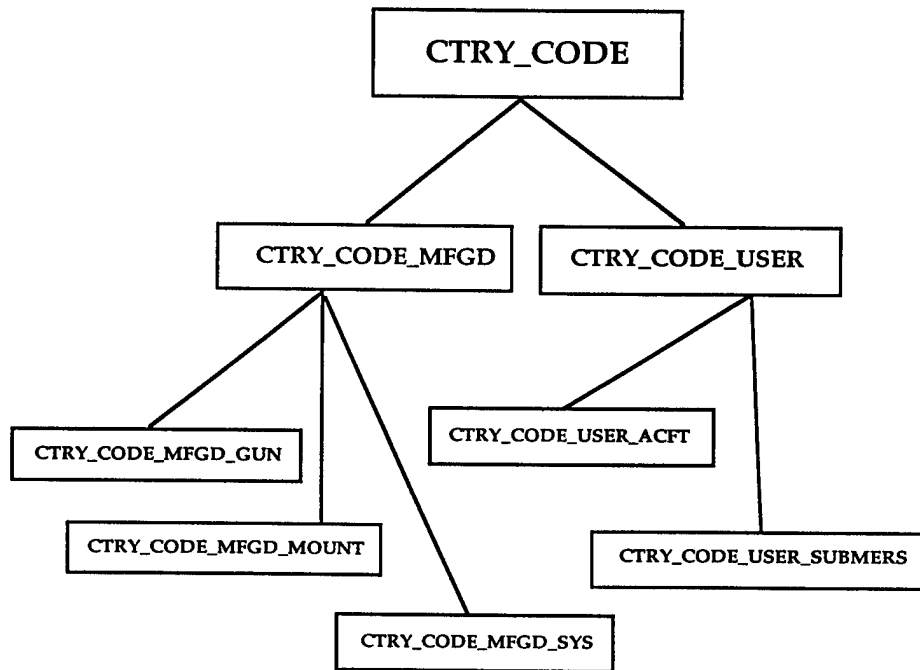 CTRY_CODE
CTRY_CODE_MFGD
CTRY_CODE_USER
CTRY_CODE_MFGD_GUN
CTRY_CODE_USER_ACFT
CTRY_CODE_MFGD_MOUNT
CTRY_CODE_USER_SUBMERS
CTRY_CODE_MFGD_SYS